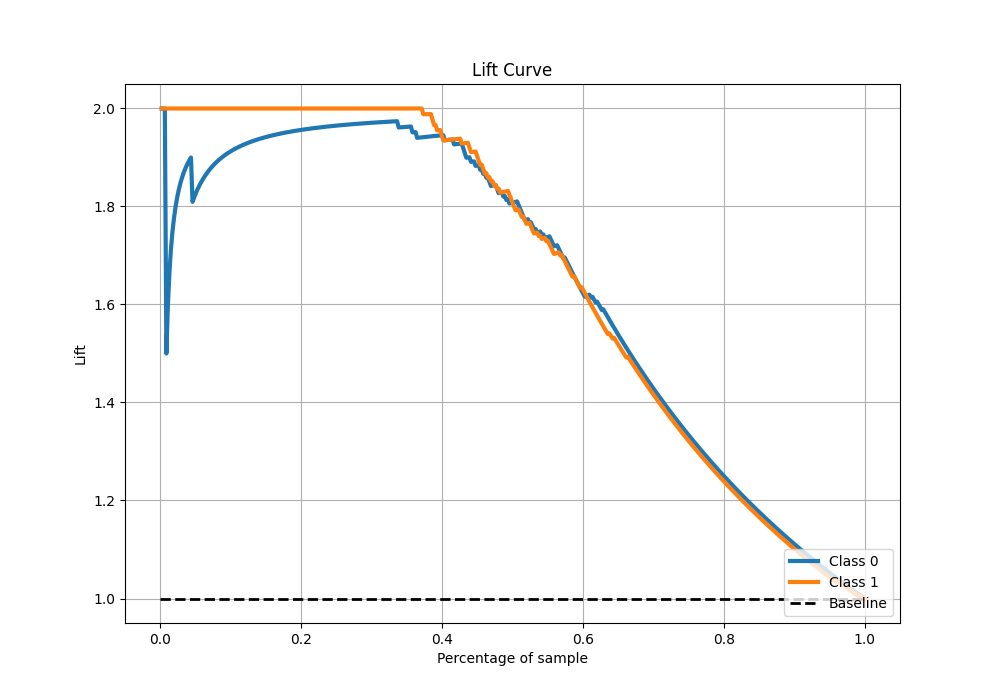 Lift Curve
2.0
1.8
1.6
1.4
1.2
1.0
Lift
0.0 0.2 0.4 0.6 0.8 1.0
Percentage of sample
Class 0
Class 1
Baseline